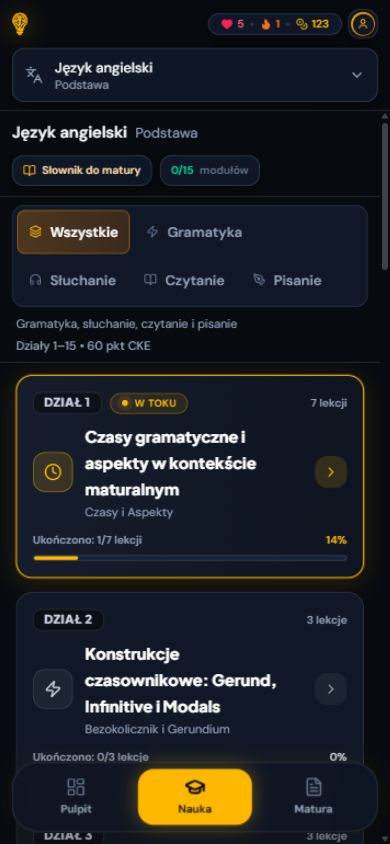 5 • 1 • 123
Język angielski
Podstawa
Język angielski Podstawa
Słownik do matury
0/15 modułów
Wszystkie
Gramatyka
Słuchanie
Czytanie
Pisanie
Gramatyka, słuchanie, czytanie i pisanie
Działy 1–15 • 60 pkt CKE
DZIAŁ 1
W TOKU
7 lekcji
Czasy gramatyczne i
aspekty w kontekście
maturalnym
Czasy i Aspekty
Ukończono: 1/7 lekcji
14%
DZIAŁ 2
3 lekcje
Konstrukcje
czasownikowe: Gerund,
Infinitive i Modals
Bezokolicznik i Gerundium
Ukończono: 0/3 lekcje
0%
Pulpit
Nauka
Matura
DZIAŁ 3
3 lekcje